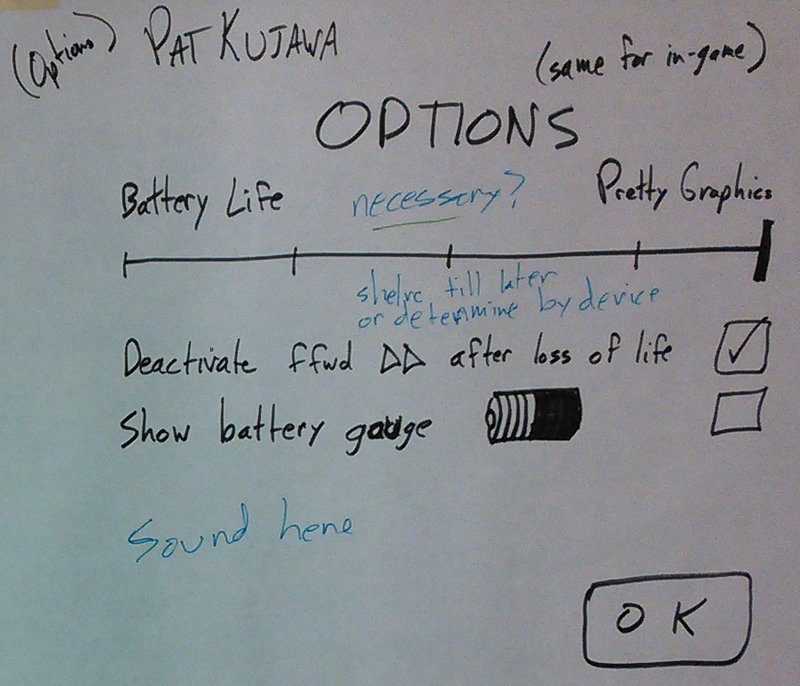 (Options) PAT KUJAWA
(same for in-game)
OPTIONS
Battery Life necessary? Pretty Graphics
shelve till later
or determine by device
Deactivate ffwd ▷▷ after loss of life
Show battery gauge
Sound here
OK